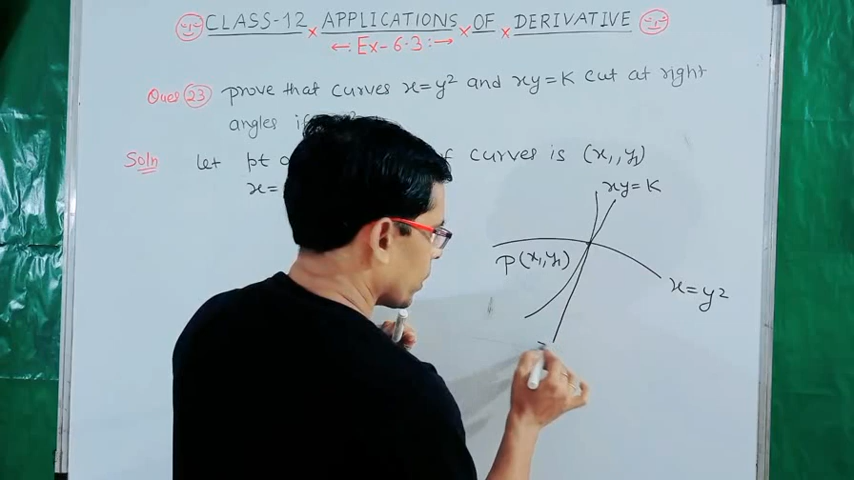 CLASS-12 x APPLICATIONS x OF x DERIVATIVE
← : Ex-6.3 : →
Ques 23 prove that curves x=y² and xy=K cut at right
angles if
Soln Let pt of curves is (x₁,y₁)
x=
xy=K
P(x₁,y₁)
x=y²